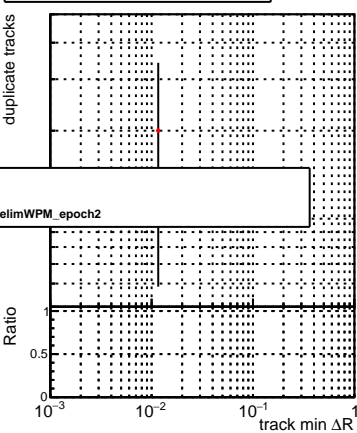 duplicate tracks
elimWPM_epoch2
Ratio
1
0.5
0
10⁻³ 10⁻² 10⁻¹ 1
track min ΔR